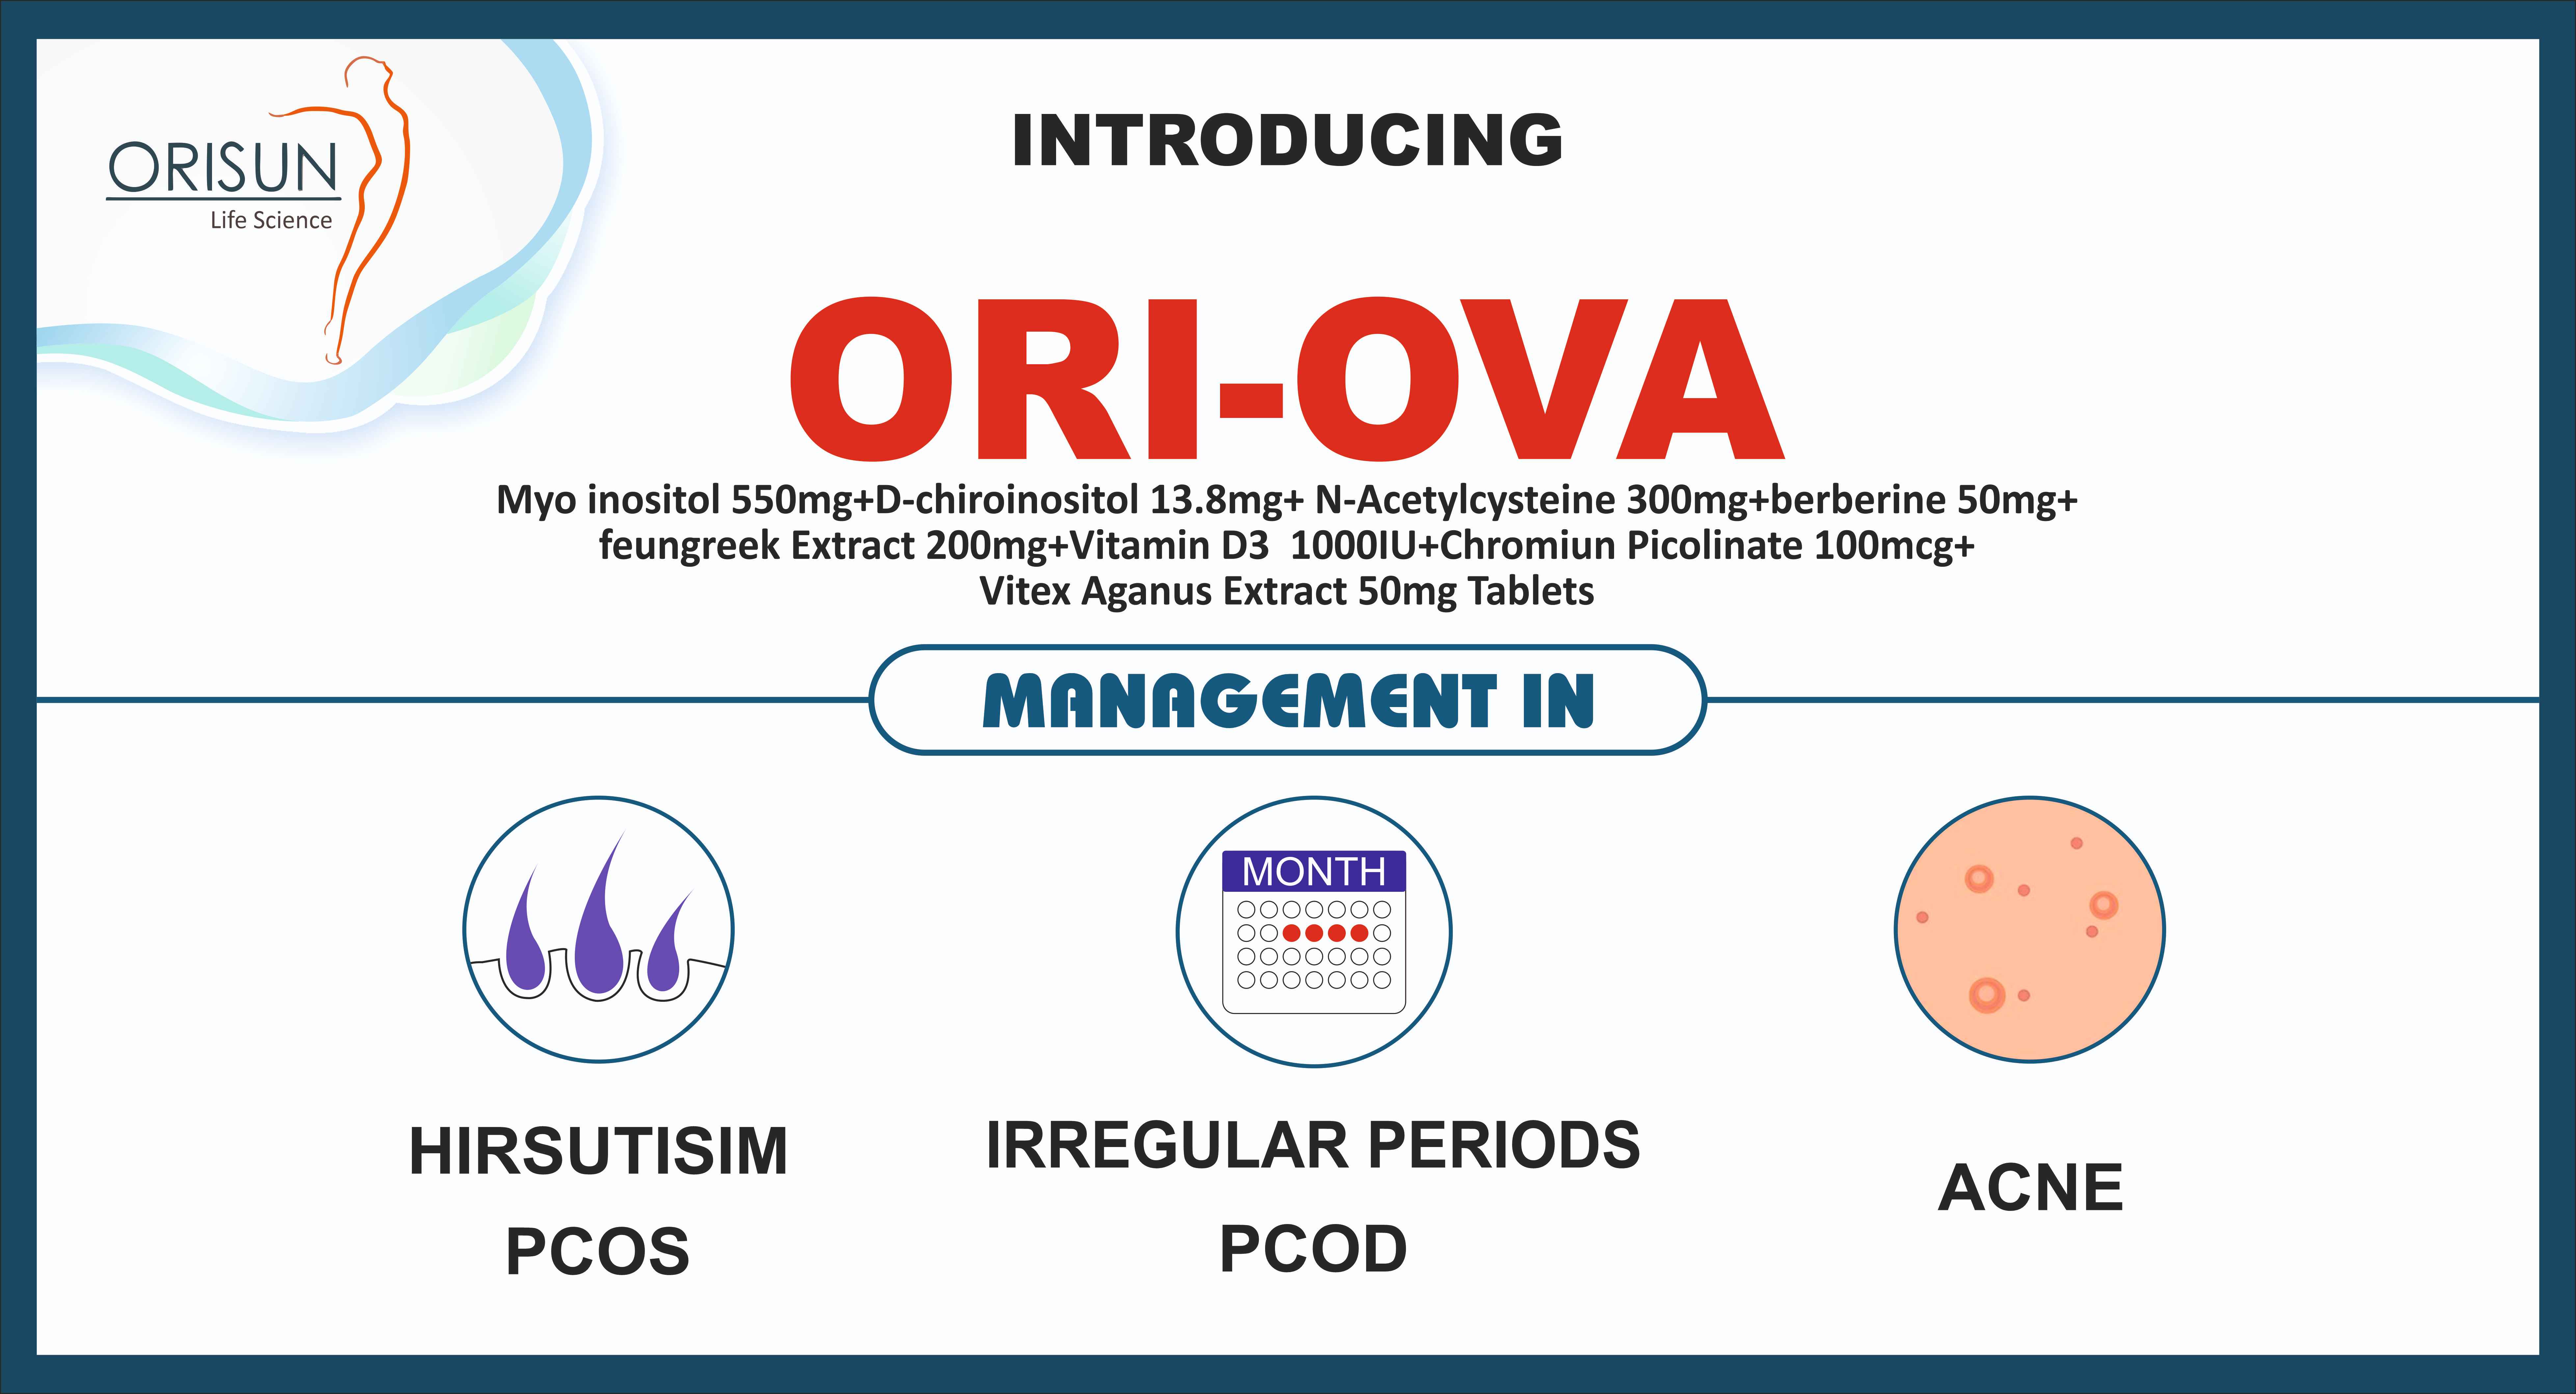 ORISUN
Life Science
INTRODUCING
ORI-OVA
Myo inositol 550mg+D-chiroinositol 13.8mg+ N-Acetylcysteine 300mg+berberine 50mg+
feungreek Extract 200mg+Vitamin D3 1000IU+Chromiun Picolinate 100mcg+
Vitex Aganus Extract 50mg Tablets
MANAGEMENT IN
MONTH
HIRSUTISIM
PCOS
IRREGULAR PERIODS
PCOD
ACNE